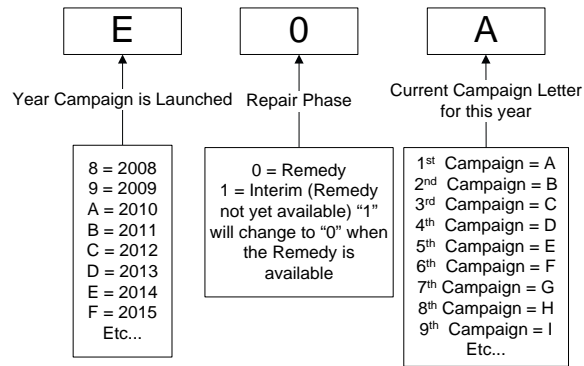 E
0
A
Year Campaign is Launched
Repair Phase
Current Campaign Letter
for this year
8 = 2008
9 = 2009
A = 2010
B = 2011
C = 2012
D = 2013
E = 2014
F = 2015
Etc...
0 = Remedy
1 = Interim (Remedy
not yet available) “1”
will change to “0” when
the Remedy is
available
1st Campaign = A
2nd Campaign = B
3rd Campaign = C
4th Campaign = D
5th Campaign = E
6th Campaign = F
7th Campaign = G
8th Campaign = H
9th Campaign = I
Etc...